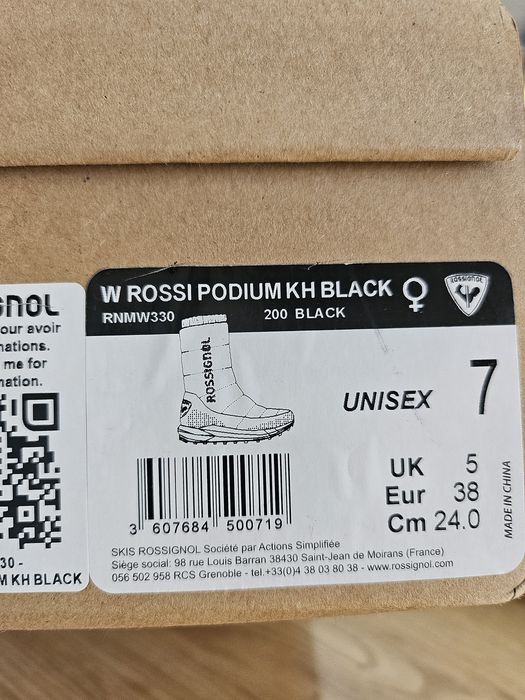 W ROSSI PODIUM KH BLACK ♀
ROSSIGNOL
RNMW330 200 BLACK
ROSSIGNOL
UNISEX 7
UK 5
Eur 38
Cm 24.0
MADE IN CHINA
3 607684 500719
SKIS ROSSIGNOL Société par Actions Simplifiée
Siège social: 98 rue Louis Barran 38430 Saint-Jean de Moirans (France)
056 502 958 RCS Grenoble - tel.+33(0)4 38 03 80 38 - www.rossignol.com
GNOL
our avoir
mations.
me for
mation.
30 -
M KH BLACK